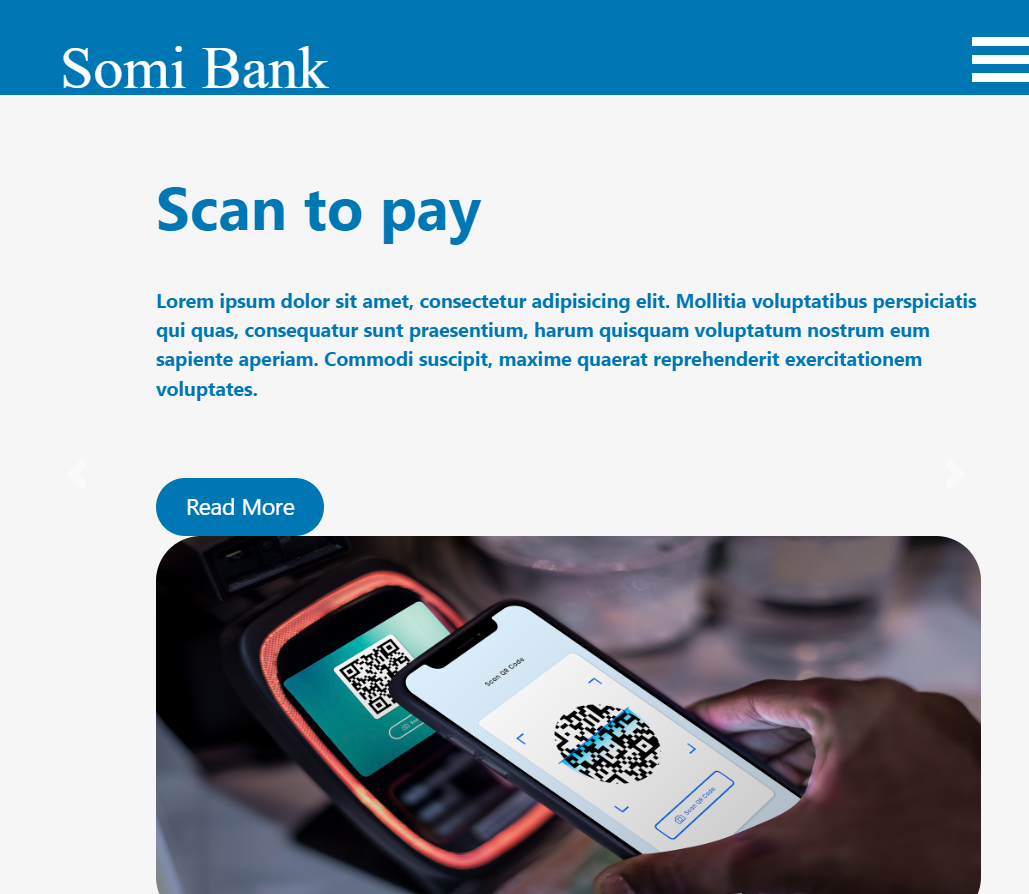 Somi Bank
Scan to pay
Lorem ipsum dolor sit amet, consectetur adipisicing elit. Mollitia voluptatibus perspiciatis
qui quas, consequatur sunt praesentium, harum quisquam voluptatum nostrum eum
sapiente aperiam. Commodi suscipit, maxime quaerat reprehenderit exercitationem
voluptates.
Read More
Scan QR Code
Scan QR Code